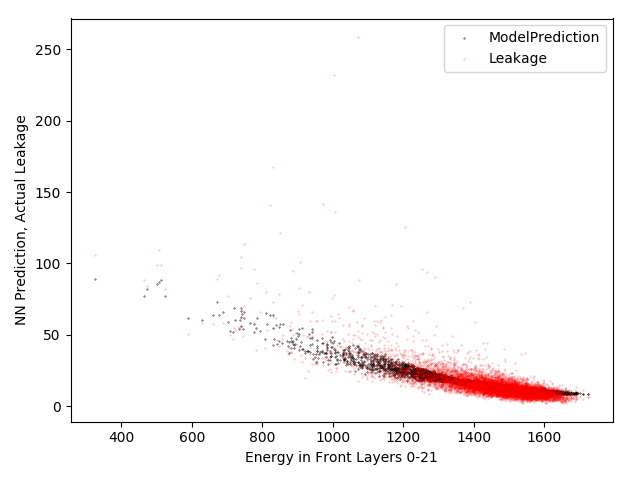 ModelPrediction
Leakage
250
200
150
100
50
0
NN Prediction, Actual Leakage
400 600 800 1000 1200 1400 1600
Energy in Front Layers 0-21